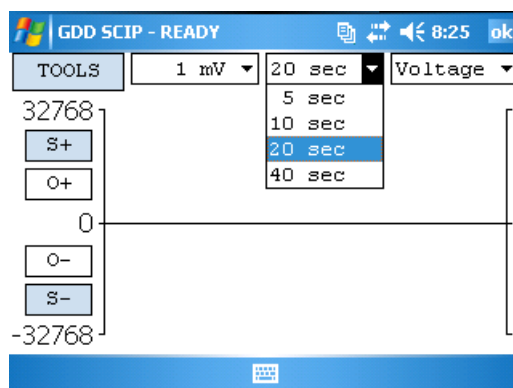 GDD SCIP - READY 8:25 ok
TOOLS 1 mV 20 sec Voltage
5 sec
10 sec
20 sec
40 sec
32768
S+
O+
0
O-
S-
-32768